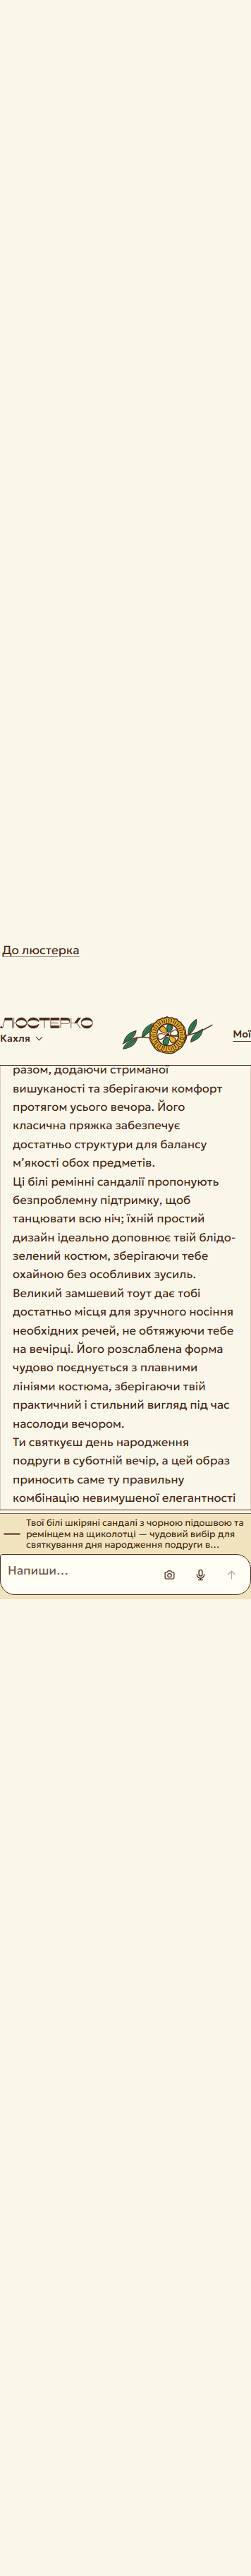 До люстерка
ЛЮСТЕРКО
Кахля
Мої
разом, додаючи стриманої
вишуканості та зберігаючи комфорт
протягом усього вечора. Його
класична пряжка забезпечує
достатньо структури для балансу
м’якості обох предметів.
Ці білі ремінні сандалії пропонують
безпроблемну підтримку, щоб
танцювати всю ніч; їхній простий
дизайн ідеально доповнює твій блідо-
зелений костюм, зберігаючи тебе
охайною без особливих зусиль.
Великий замшевий тоут дає тобі
достатньо місця для зручного носіння
необхідних речей, не обтяжуючи тебе
на вечірці. Його розслаблена форма
чудово поєднується з плавними
лініями костюма, зберігаючи твій
практичний і стильний вигляд під час
насолоди вечором.
Ти святкуєш день народження
подруги в суботній вечір, а цей образ
приносить саме ту правильну
комбінацію невимушеної елегантності
Твої білі шкіряні сандалі з чорною підошвою та
ремінцем на щиколотці — чудовий вибір для
святкування дня народження подруги в…
Напиши…